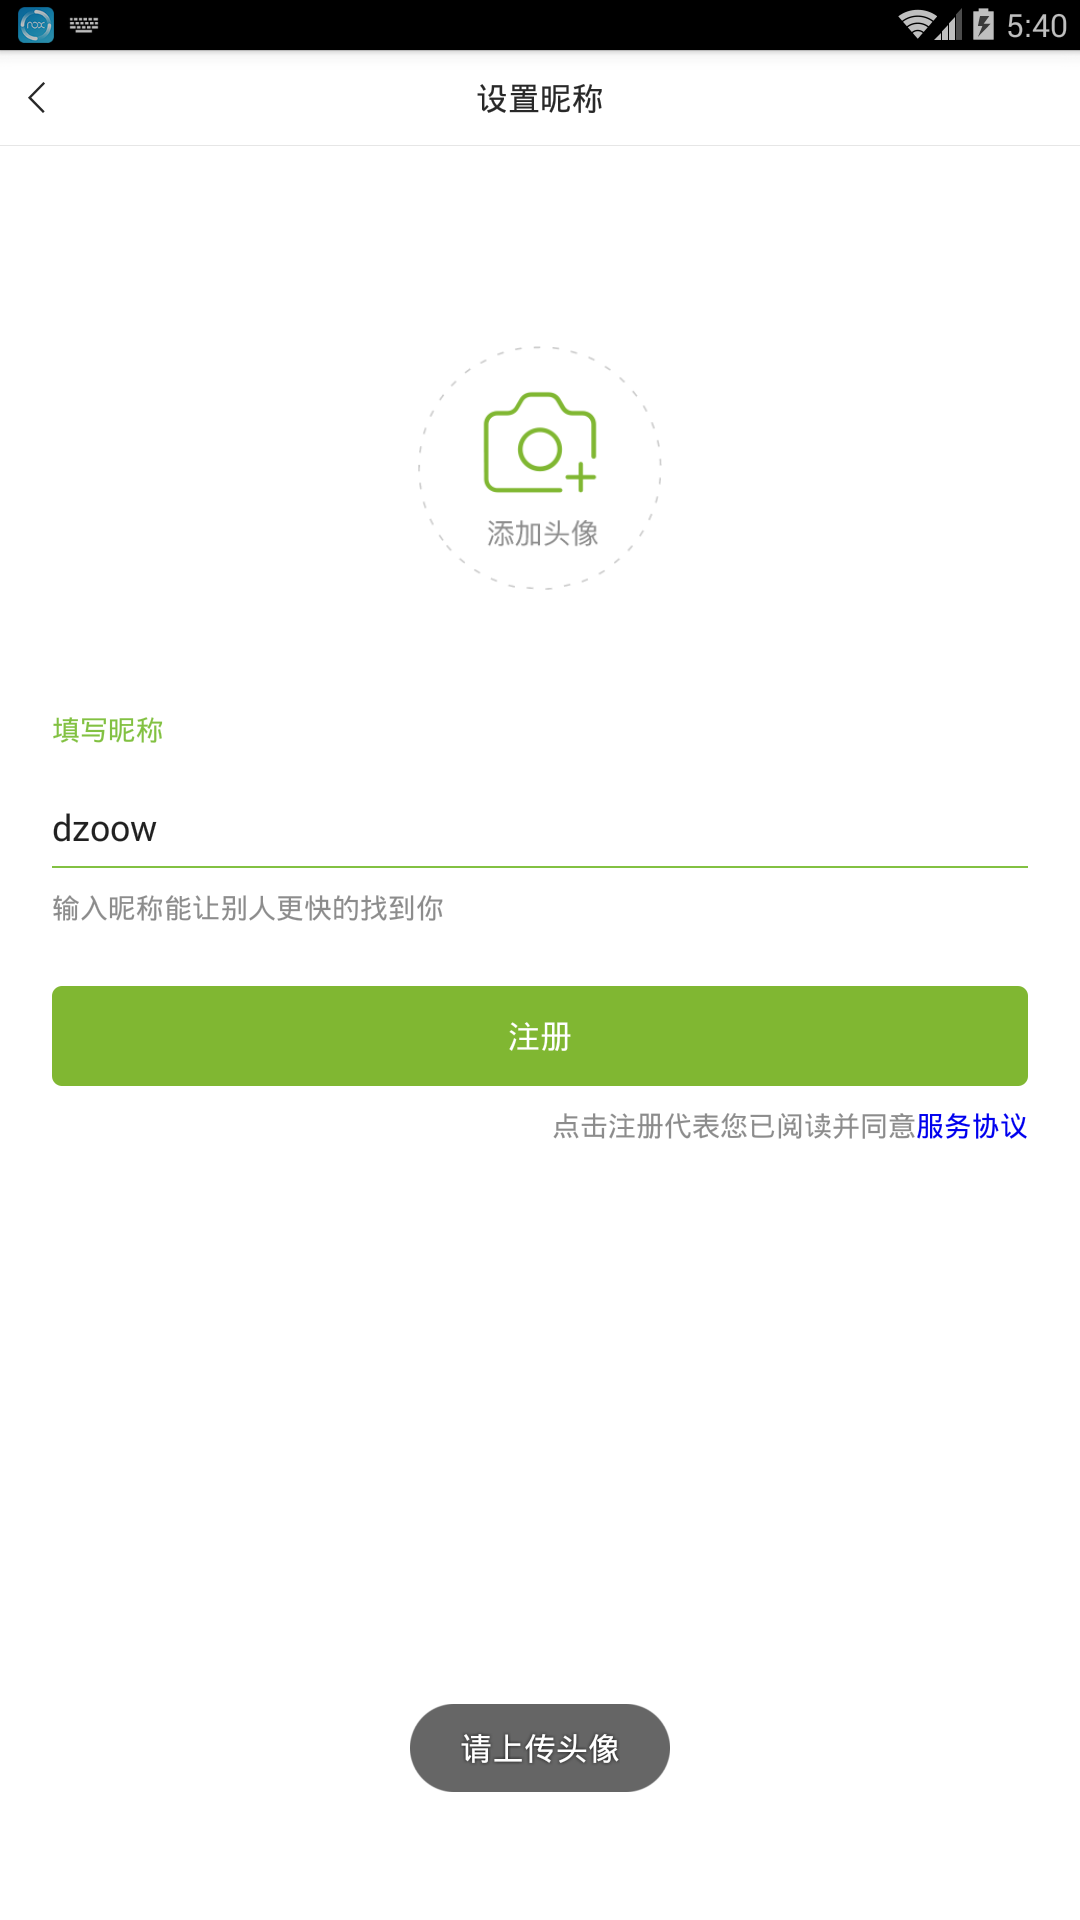 5:40
设置昵称
添加头像
填写昵称
dzoow
输入昵称能让别人更快的找到你
注册
点击注册代表您已阅读并同意服务协议
请上传头像